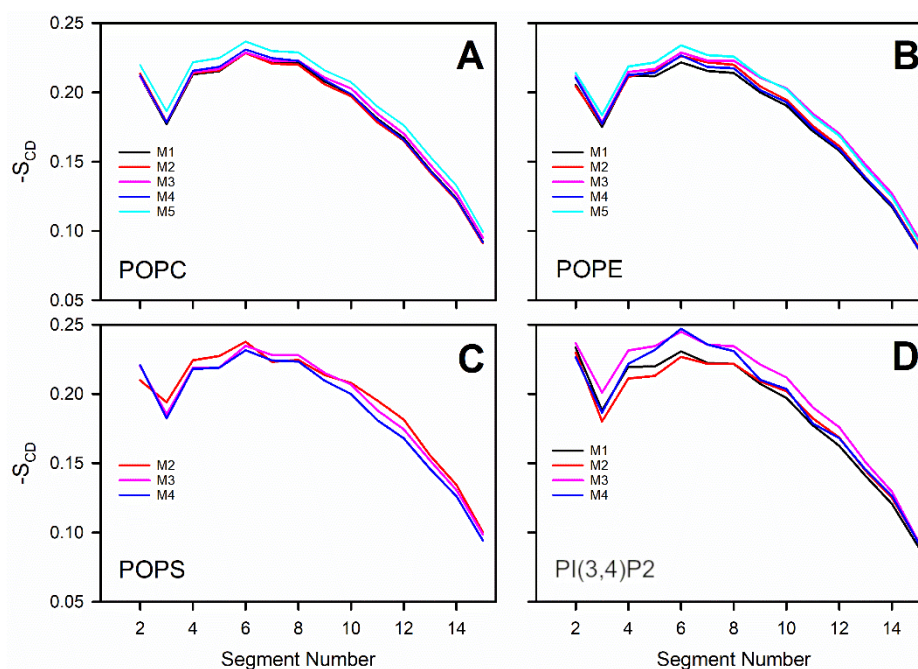 0.25
0.20
0.15
0.10
0.05
-S_CD
A
M1
M2
M3
M4
M5
POPC
B
M1
M2
M3
M4
M5
POPE
0.25
0.20
0.15
0.10
0.05
-S_CD
C
M2
M3
M4
POPS
2 4 6 8 10 12 14
Segment Number
D
M1
M2
M3
M4
PI(3,4)P2
2 4 6 8 10 12 14
Segment Number